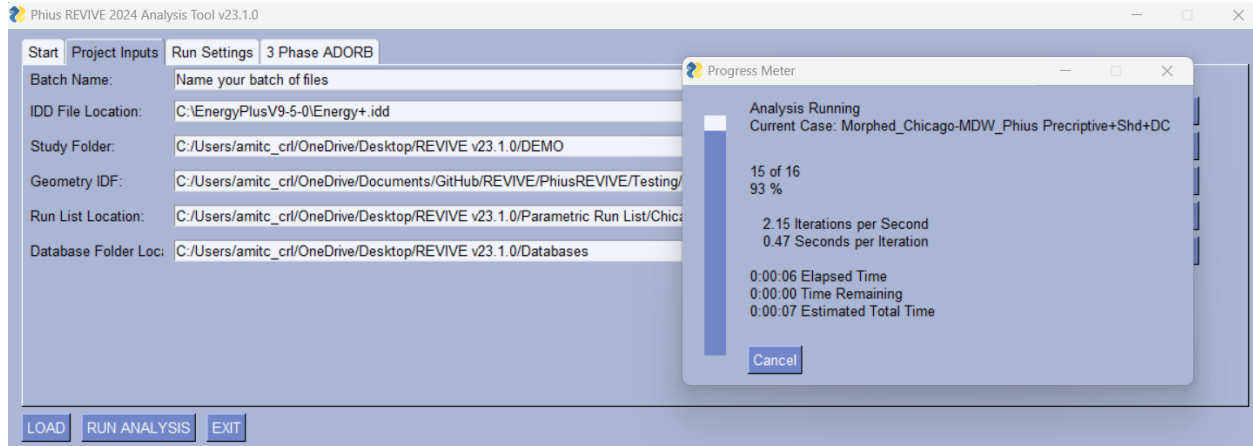 Phius REVIVE 2024 Analysis Tool v23.1.0
Start Project Inputs Run Settings 3 Phase ADORB
Batch Name: Name your batch of files
IDD File Location: C:\EnergyPlusV9-5-0\Energy+.idd
Study Folder: C:/Users/amitc_crl/OneDrive/Desktop/REVIVE v23.1.0/DEMO
Geometry IDF: C:/Users/amitc_crl/OneDrive/Documents/GitHub/REVIVE/PhiusREVIVE/Testing/
Run List Location: C:/Users/amitc_crl/OneDrive/Desktop/REVIVE v23.1.0/Parametric Run List/Chica
Database Folder Loca C:/Users/amitc_crl/OneDrive/Desktop/REVIVE v23.1.0/Databases
LOAD RUN ANALYSIS EXIT
Progress Meter
Analysis Running
Current Case: Morphed_Chicago-MDW_Phius Precriptive+Shd+DC
15 of 16
93 %
2.15 Iterations per Second
0.47 Seconds per Iteration
0:00:06 Elapsed Time
0:00:00 Time Remaining
0:00:07 Estimated Total Time
Cancel